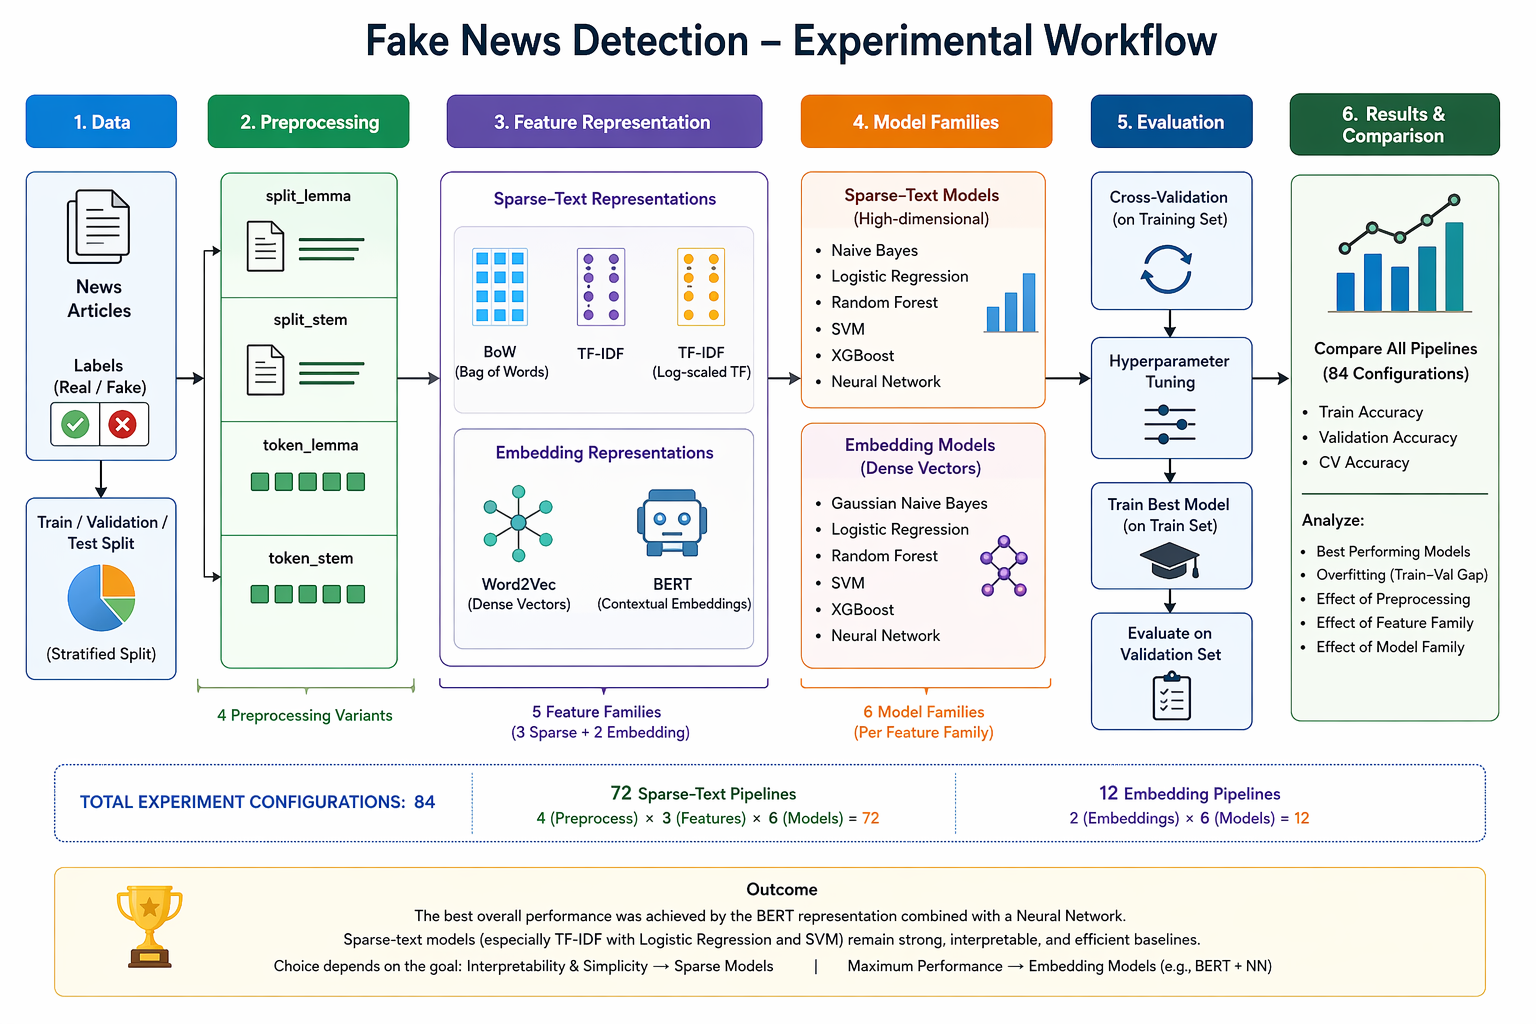 Fake News Detection – Experimental Workflow
1. Data
News
Articles
Labels
(Real / Fake)
Train / Validation /
Test Split
(Stratified Split)
2. Preprocessing
split_lemma
split_stem
token_lemma
token_stem
4 Preprocessing Variants
3. Feature Representation
Sparse–Text Representations
BoW
(Bag of Words)
TF-IDF
TF-IDF
(Log-scaled TF)
Embedding Representations
Word2Vec
(Dense Vectors)
BERT
(Contextual Embeddings)
5 Feature Families
(3 Sparse + 2 Embedding)
4. Model Families
Sparse–Text Models
(High-dimensional)
• Naive Bayes
• Logistic Regression
• Random Forest
• SVM
• XGBoost
• Neural Network
Embedding Models
(Dense Vectors)
• Gaussian Naive Bayes
• Logistic Regression
• Random Forest
• SVM
• XGBoost
• Neural Network
6 Model Families
(Per Feature Family)
5. Evaluation
Cross-Validation
(on Training Set)
Hyperparameter
Tuning
Train Best Model
(on Train Set)
Evaluate on
Validation Set
6. Results &
Comparison
Compare All Pipelines
(84 Configurations)
• Train Accuracy
• Validation Accuracy
• CV Accuracy
Analyze:
• Best Performing Models
• Overfitting (Train–Val Gap)
• Effect of Preprocessing
• Effect of Feature Family
• Effect of Model Family
TOTAL EXPERIMENT CONFIGURATIONS: 84
72 Sparse–Text Pipelines
4 (Preprocess) × 3 (Features) × 6 (Models) = 72
12 Embedding Pipelines
2 (Embeddings) × 6 (Models) = 12
Outcome
The best overall performance was achieved by the BERT representation combined with a Neural Network.
Sparse-text models (especially TF-IDF with Logistic Regression and SVM) remain strong, interpretable, and efficient baselines.
Choice depends on the goal: Interpretability & Simplicity → Sparse Models | Maximum Performance → Embedding Models (e.g., BERT + NN)